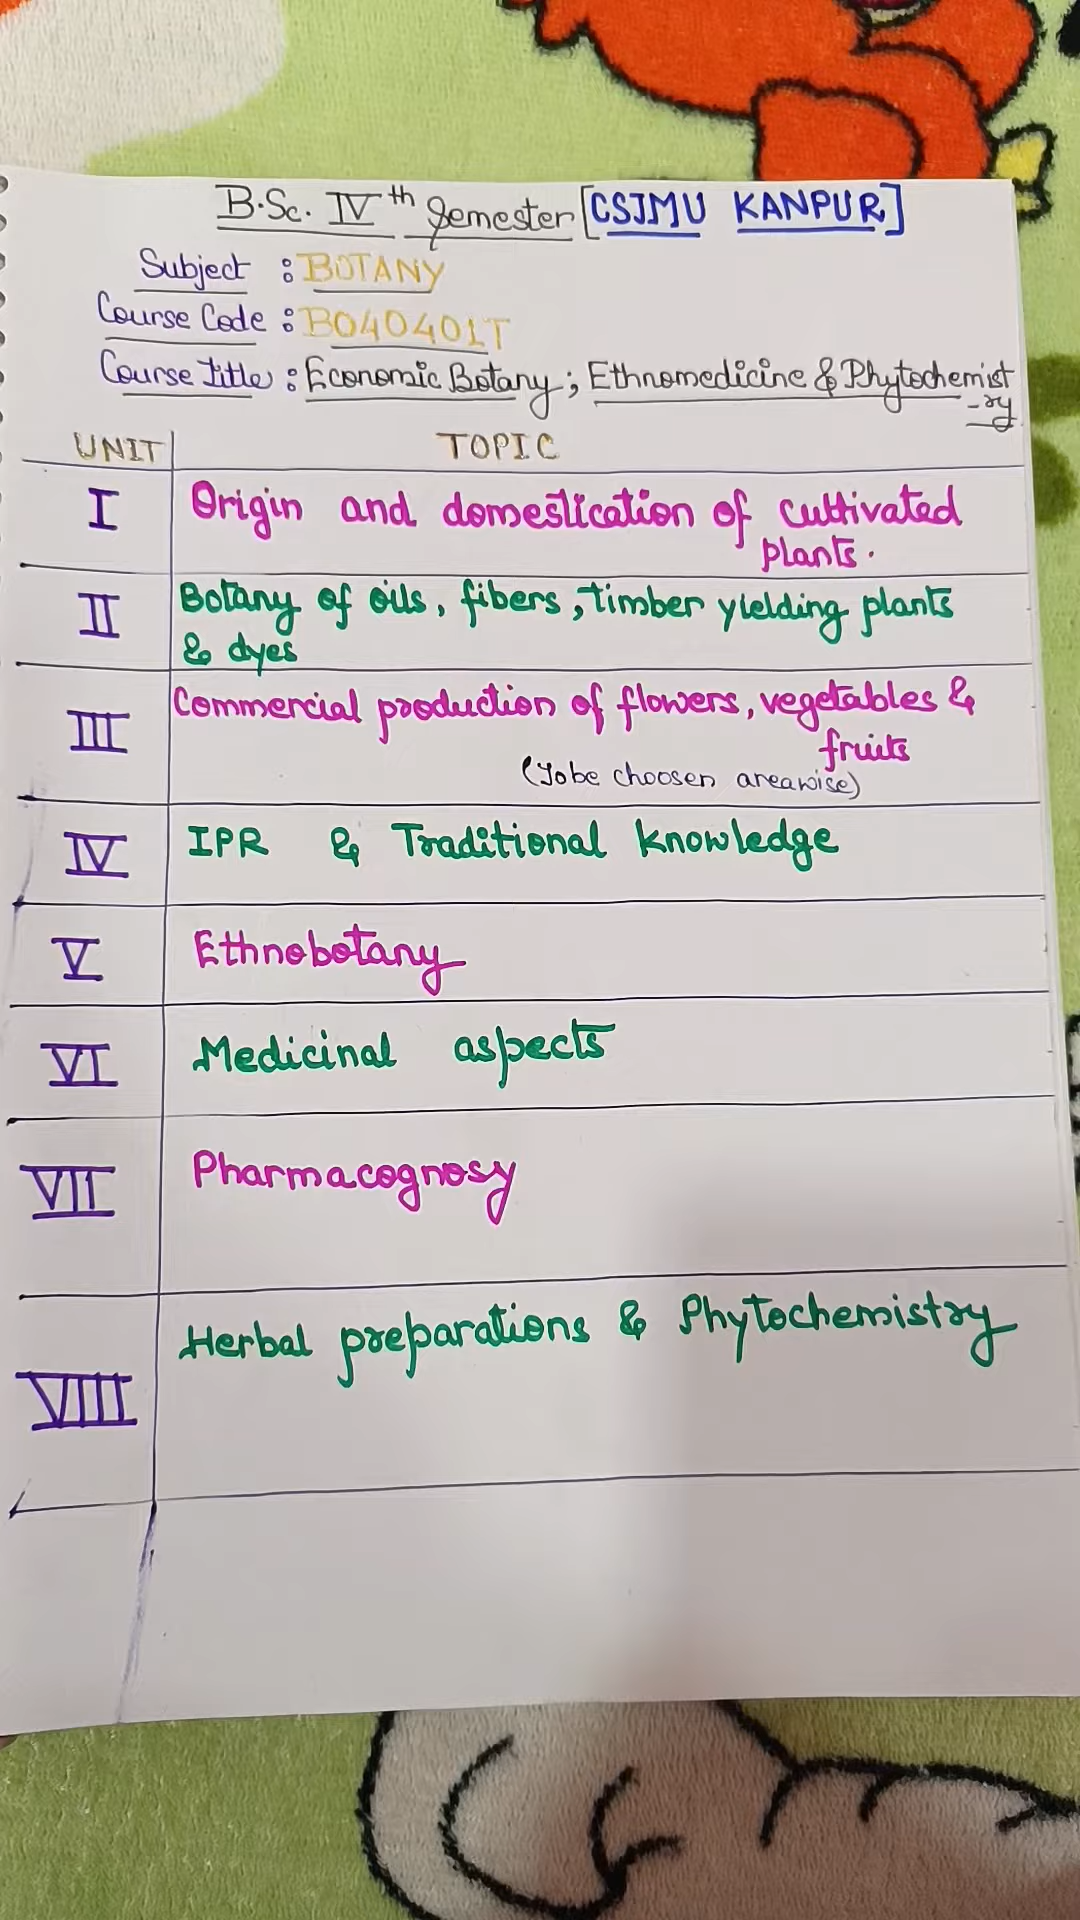 B.Sc. IVth Semester [CSJMU KANPUR]
Subject : BOTANY
Course Code : B040401T
Course Title : Economic Botany ; Ethnomedicine & Phytochemist
-ry
UNIT TOPIC
I Origin and domestication of cultivated
plants.
II Botany of oils, fibers, timber yielding plants
& dyes
III Commercial production of flowers, vegetables &
fruits
(To be choosen areawise)
IV IPR & Traditional knowledge
V Ethnobotany
VI Medicinal aspects
VII Pharmacognosy
VIII Herbal preparations & Phytochemistry